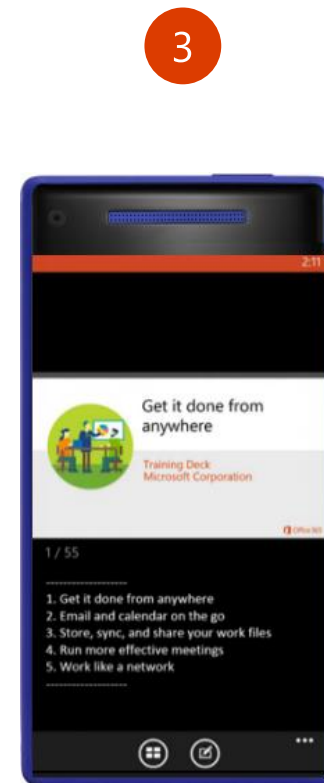 3
2:11
Get it done from
anywhere
Training Deck
Microsoft Corporation
Office 365
1 / 55
--------------------
1. Get it done from anywhere
2. Email and calendar on the go
3. Store, sync, and share your work files
4. Run more effective meetings
5. Work like a network
--------------------